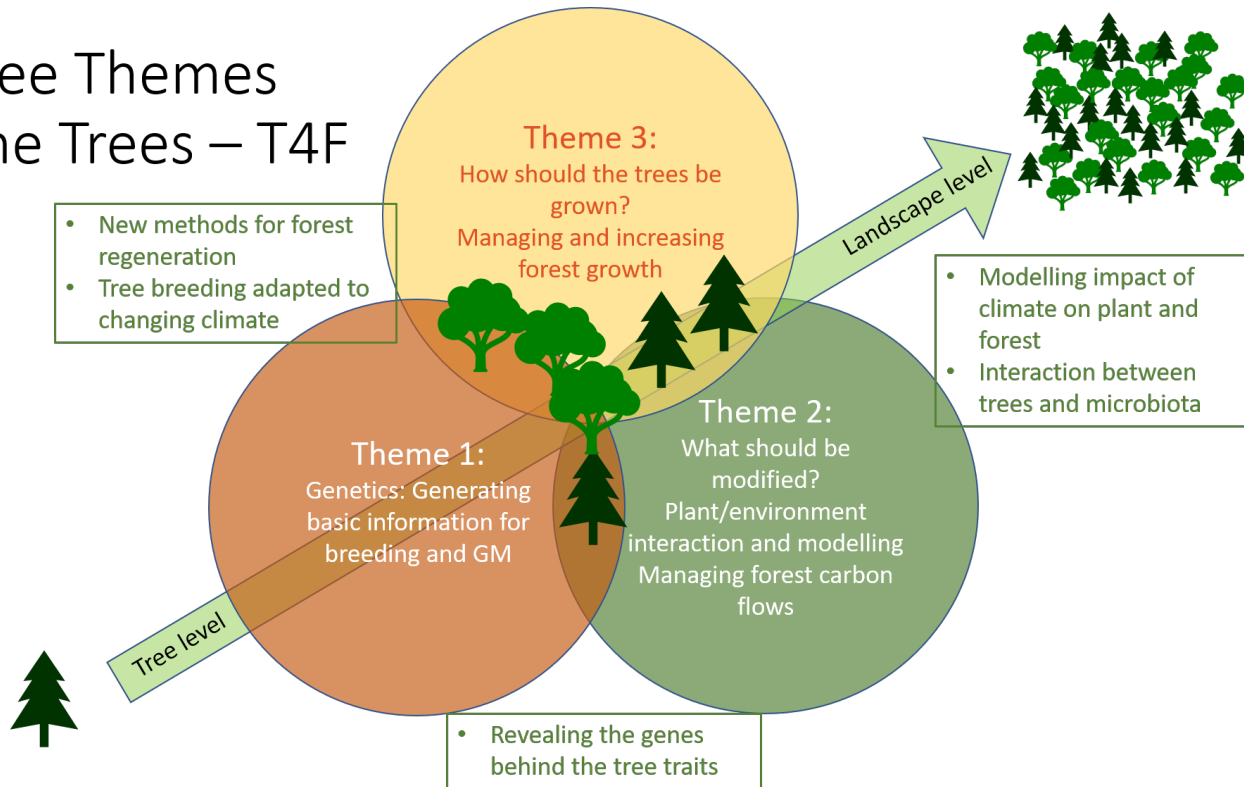 ee Themes
ne Trees – T4F
Theme 3:
How should the trees be
grown?
Managing and increasing
forest growth
Landscape level
• New methods for forest
regeneration
• Tree breeding adapted to
changing climate
• Modelling impact of
climate on plant and
forest
• Interaction between
trees and microbiota
Theme 2:
What should be
modified?
Plant/environment
interaction and modelling
Managing forest carbon
flows
Theme 1:
Genetics: Generating
basic information for
breeding and GM
Tree level
• Revealing the genes
behind the tree traits